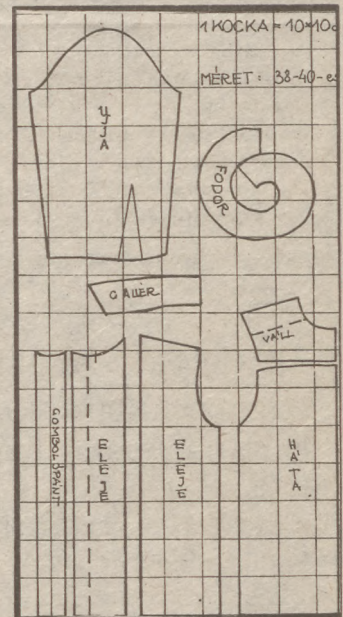 1 KOCKA = 10×10c
MÉRET: 38-40-es
UJJA
FODOR
GALLÉR
VÁLL
GOMBOLÓPÁNT
ELEJE
ELEJE
HÁTA